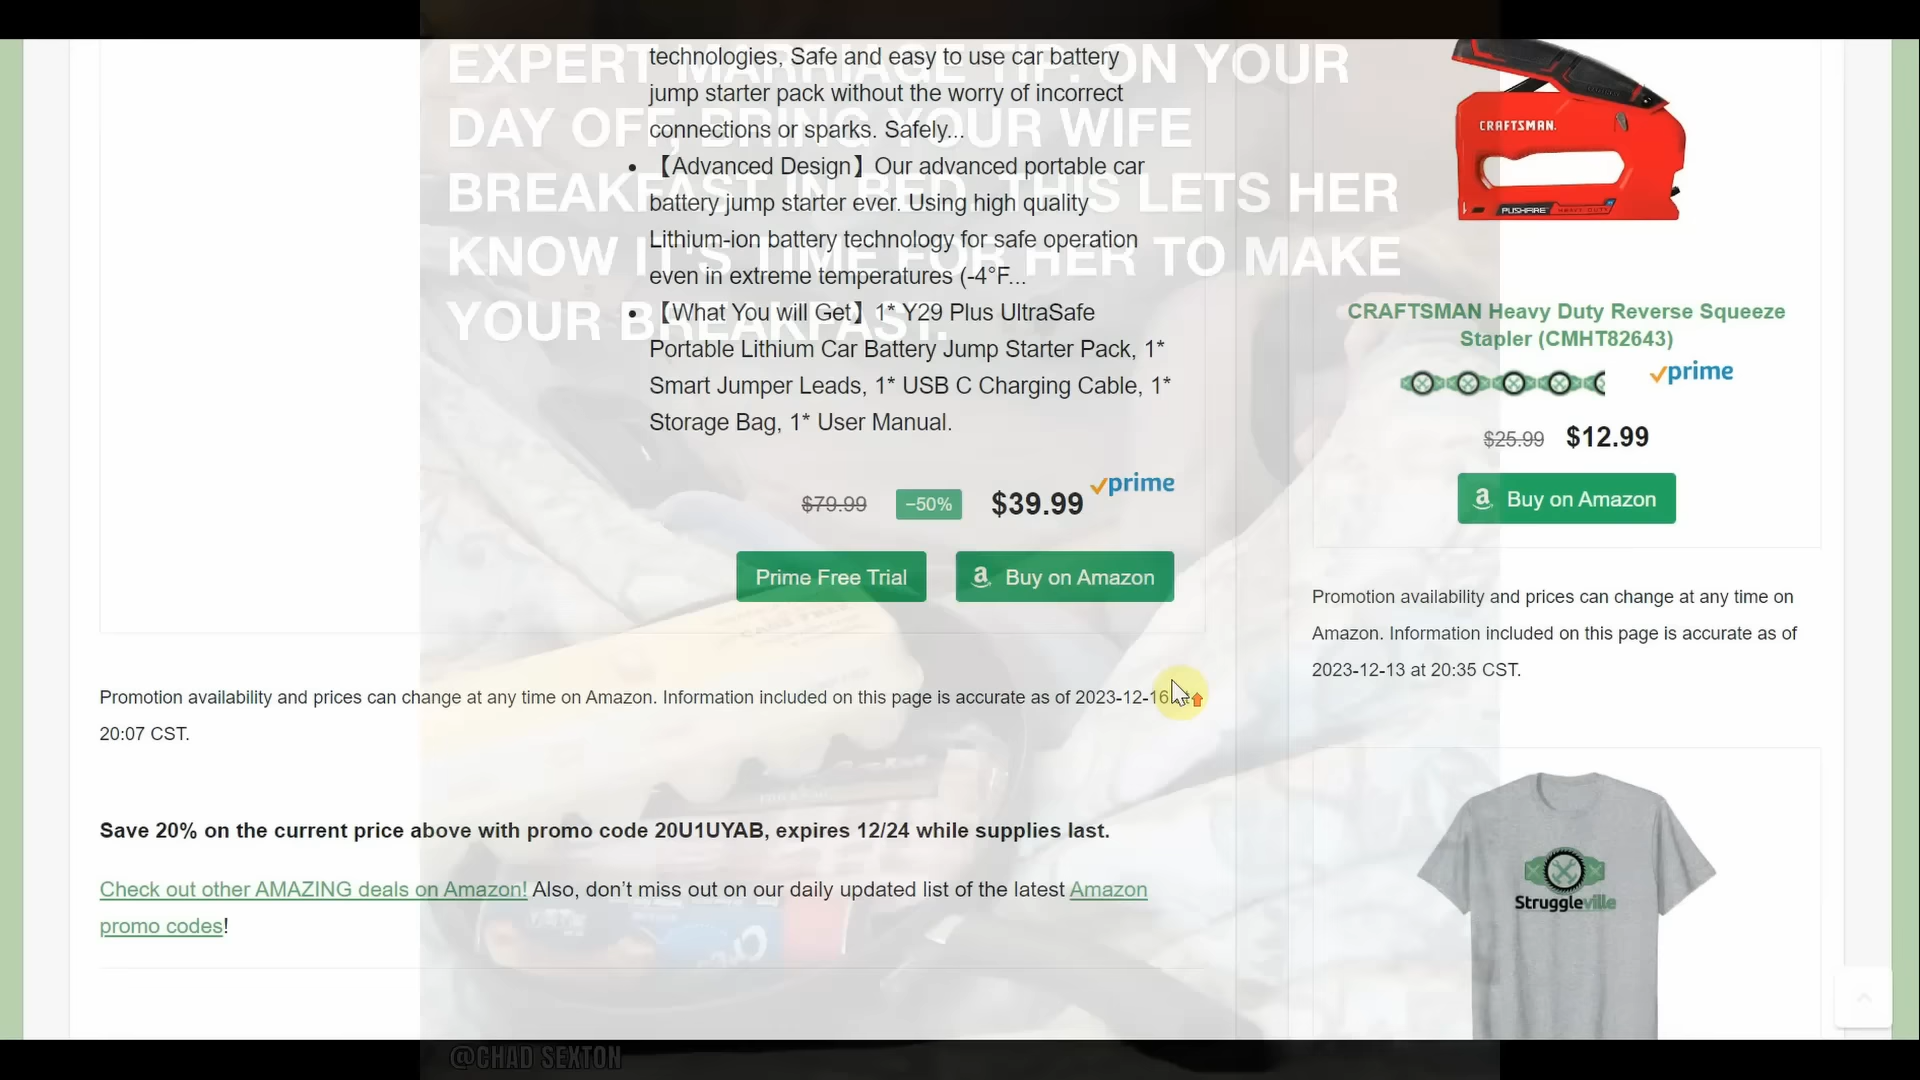 EXPERT MARRIAGE TIP: ON YOUR
DAY OFF, BRING YOUR WIFE
BREAKFAST IN BED. THIS LETS HER
KNOW IT'S TIME FOR HER TO MAKE
YOUR BREAKFAST.
technologies, Safe and easy to use car battery
jump starter pack without the worry of incorrect
connections or sparks. Safely...
• 【Advanced Design】Our advanced portable car
battery jump starter ever. Using high quality
Lithium-ion battery technology for safe operation
even in extreme temperatures (-4°F...
• 【What You will Get】1* Y29 Plus UltraSafe
Portable Lithium Car Battery Jump Starter Pack, 1*
Smart Jumper Leads, 1* USB C Charging Cable, 1*
Storage Bag, 1* User Manual.
$79.99 −50% $39.99 prime
Prime Free Trial
Buy on Amazon
Promotion availability and prices can change at any time on Amazon. Information included on this page is accurate as of 2023-12-16
20:07 CST.
Save 20% on the current price above with promo code 20U1UYAB, expires 12/24 while supplies last.
Check out other AMAZING deals on Amazon! Also, don't miss out on our daily updated list of the latest Amazon
promo codes!
CRAFTSMAN
PUSHFIRE HEAVY DUTY
CRAFTSMAN Heavy Duty Reverse Squeeze
Stapler (CMHT82643)
prime
$25.99 $12.99
Buy on Amazon
Promotion availability and prices can change at any time on
Amazon. Information included on this page is accurate as of
2023-12-13 at 20:35 CST.
Struggleville
@CHAD SEXTON